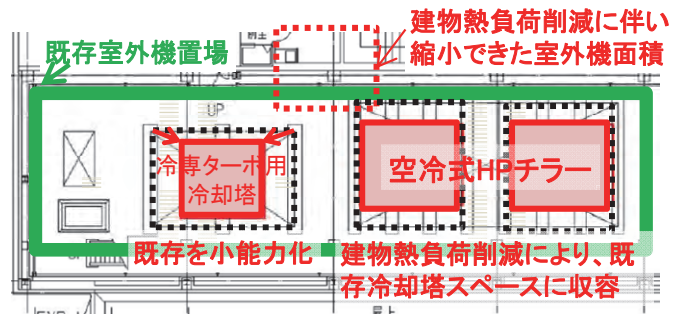 建物熱負荷削減に伴い
縮小できた室外機面積
既存室外機置場
UP
冷専ターボ用
冷却塔
空冷式HPチラー
既存を小能力化
建物熱負荷削減により、既
存冷却塔スペースに収容